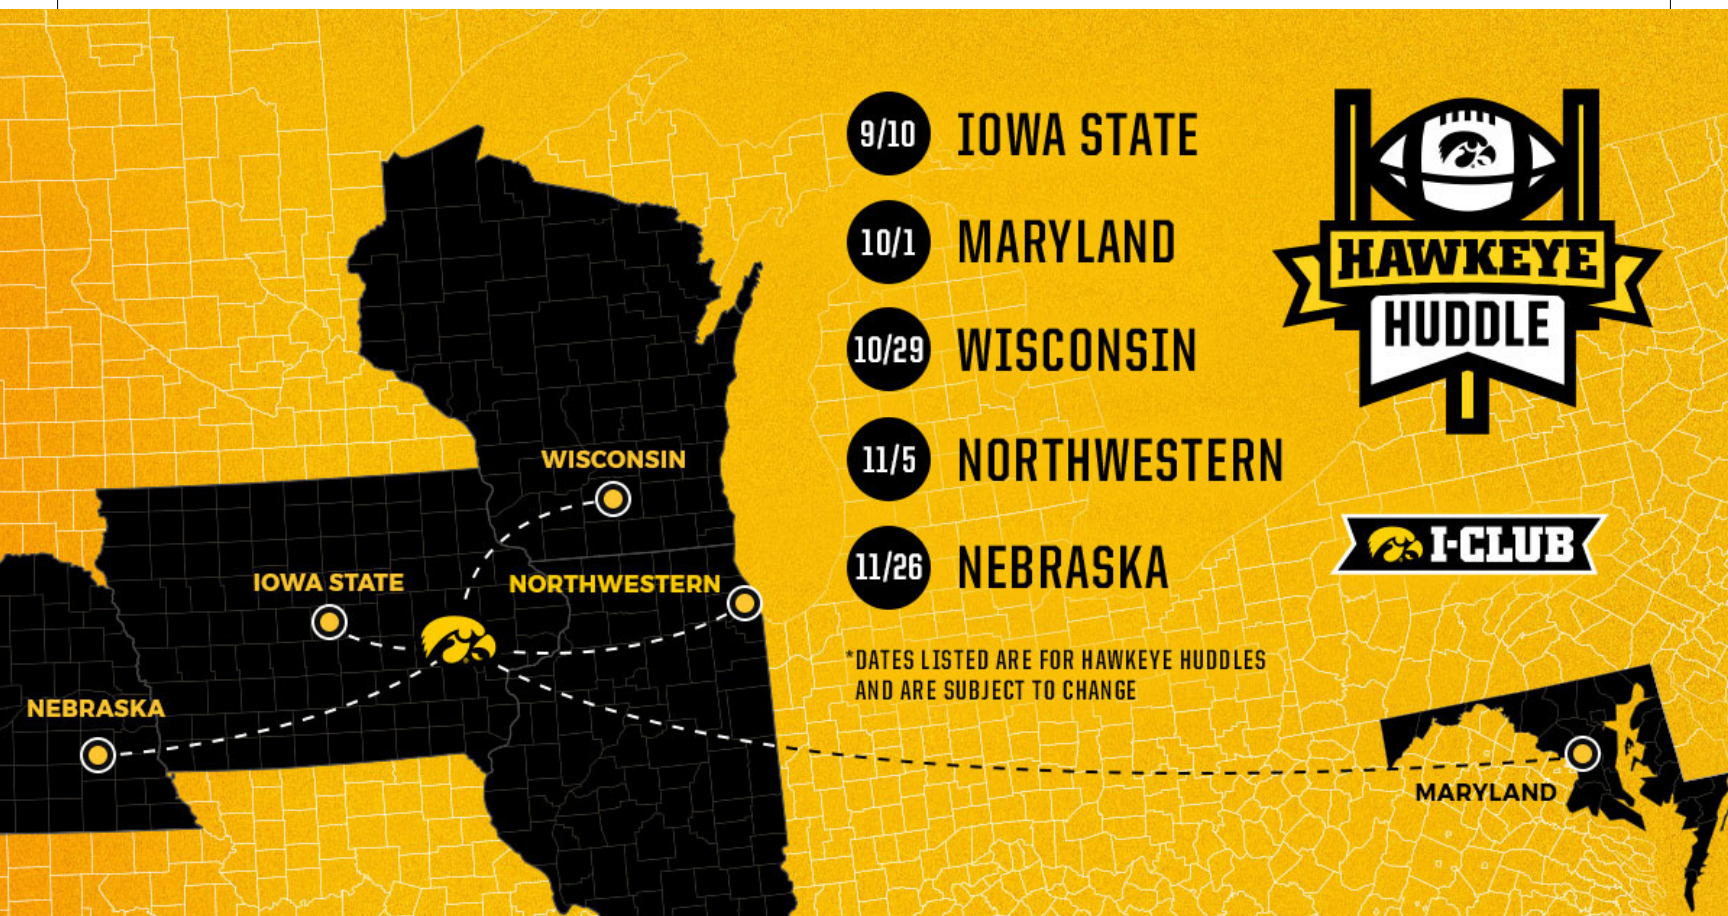 9/10 IOWA STATE
10/1 MARYLAND
10/29 WISCONSIN
11/5 NORTHWESTERN
11/26 NEBRASKA
*DATES LISTED ARE FOR HAWKEYE HUDDLES
AND ARE SUBJECT TO CHANGE
HAWKEYE
HUDDLE
I-CLUB
WISCONSIN
IOWA STATE
NORTHWESTERN
NEBRASKA
MARYLAND